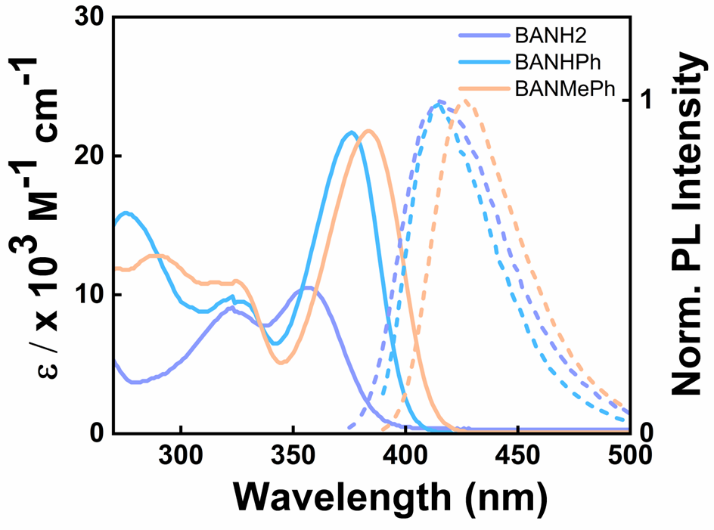 30
20
10
0
ε / x 10³ M⁻¹ cm⁻¹
BANH2
BANHPh
BANMePh
1
0
Norm. PL Intensity
300 350 400 450 500
Wavelength (nm)